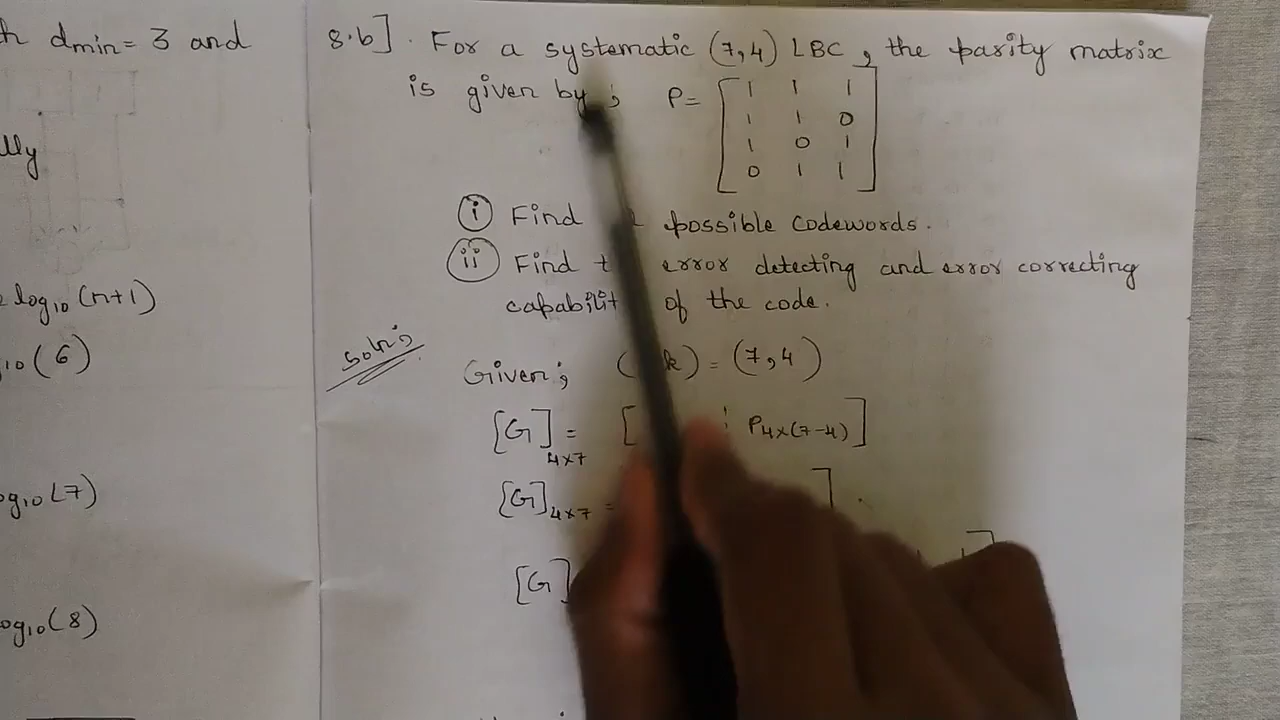 h dmin = 3 and
lly
log10 (n+1)
10 (6)
og10 (7)
og10 (8)
8.b]. For a systematic (7,4) LBC, the parity matrix
is given by; P= [ 1 1 1
1 1 0
1 0 1
0 1 1 ]
(i) Find possible codewords.
(ii) Find error detecting and error correcting
of the code.
Soln;
Given; ( k) = (7,4)
[G]4x7 = [ ¦ P4x(7-4)]
[G]4x7 = ]
[G]